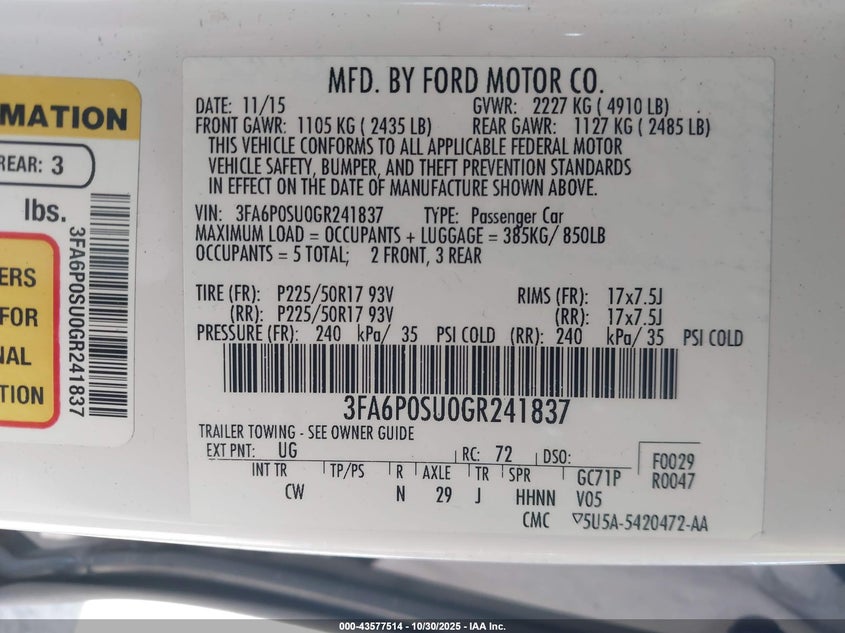 MATION
REAR: 3
lbs.
ERS
FOR
NAL
TION
3FA6P0SU0GR241837
MFD. BY FORD MOTOR CO.
DATE: 11/15 GVWR: 2227 KG ( 4910 LB)
FRONT GAWR: 1105 KG ( 2435 LB) REAR GAWR: 1127 KG ( 2485 LB)
THIS VEHICLE CONFORMS TO ALL APPLICABLE FEDERAL MOTOR
VEHICLE SAFETY, BUMPER, AND THEFT PREVENTION STANDARDS
IN EFFECT ON THE DATE OF MANUFACTURE SHOWN ABOVE.
VIN: 3FA6P0SU0GR241837 TYPE: Passenger Car
MAXIMUM LOAD = OCCUPANTS + LUGGAGE = 385KG/ 850LB
OCCUPANTS = 5 TOTAL; 2 FRONT, 3 REAR
TIRE (FR): P225/50R17 93V RIMS (FR): 17x7.5J
(RR): P225/50R17 93V (RR): 17x7.5J
PRESSURE (FR): 240 kPa/ 35 PSI COLD (RR): 240 kPa/ 35 PSI COLD
3FA6P0SU0GR241837
TRAILER TOWING - SEE OWNER GUIDE
EXT PNT: UG RC: 72 DSO: F0029
INT TR TP/PS R AXLE TR SPR GC71P R0047
CW N 29 J HHNN V05
CMC 5U5A-5420472-AA
000-43577514 - 10/30/2025 - IAA Inc.